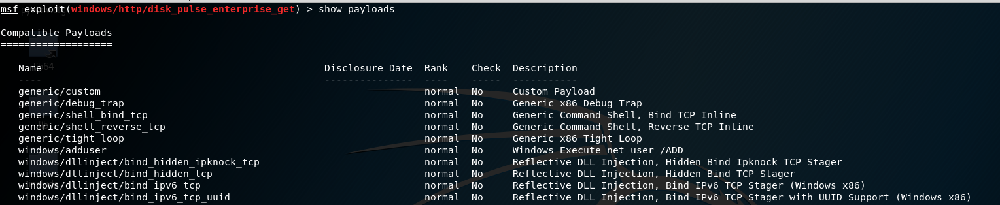 msf exploit(windows/http/disk_pulse_enterprise_get) > show payloads
Compatible Payloads
===================
Name Disclosure Date Rank Check Description
---- --------------- ---- ----- -----------
generic/custom normal No Custom Payload
generic/debug_trap normal No Generic x86 Debug Trap
generic/shell_bind_tcp normal No Generic Command Shell, Bind TCP Inline
generic/shell_reverse_tcp normal No Generic Command Shell, Reverse TCP Inline
generic/tight_loop normal No Generic x86 Tight Loop
windows/adduser normal No Windows Execute net user /ADD
windows/dllinject/bind_hidden_ipknock_tcp normal No Reflective DLL Injection, Hidden Bind Ipknock TCP Stager
windows/dllinject/bind_hidden_tcp normal No Reflective DLL Injection, Hidden Bind TCP Stager
windows/dllinject/bind_ipv6_tcp normal No Reflective DLL Injection, Bind IPv6 TCP Stager (Windows x86)
windows/dllinject/bind_ipv6_tcp_uuid normal No Reflective DLL Injection, Bind IPv6 TCP Stager with UUID Support (Windows x86)